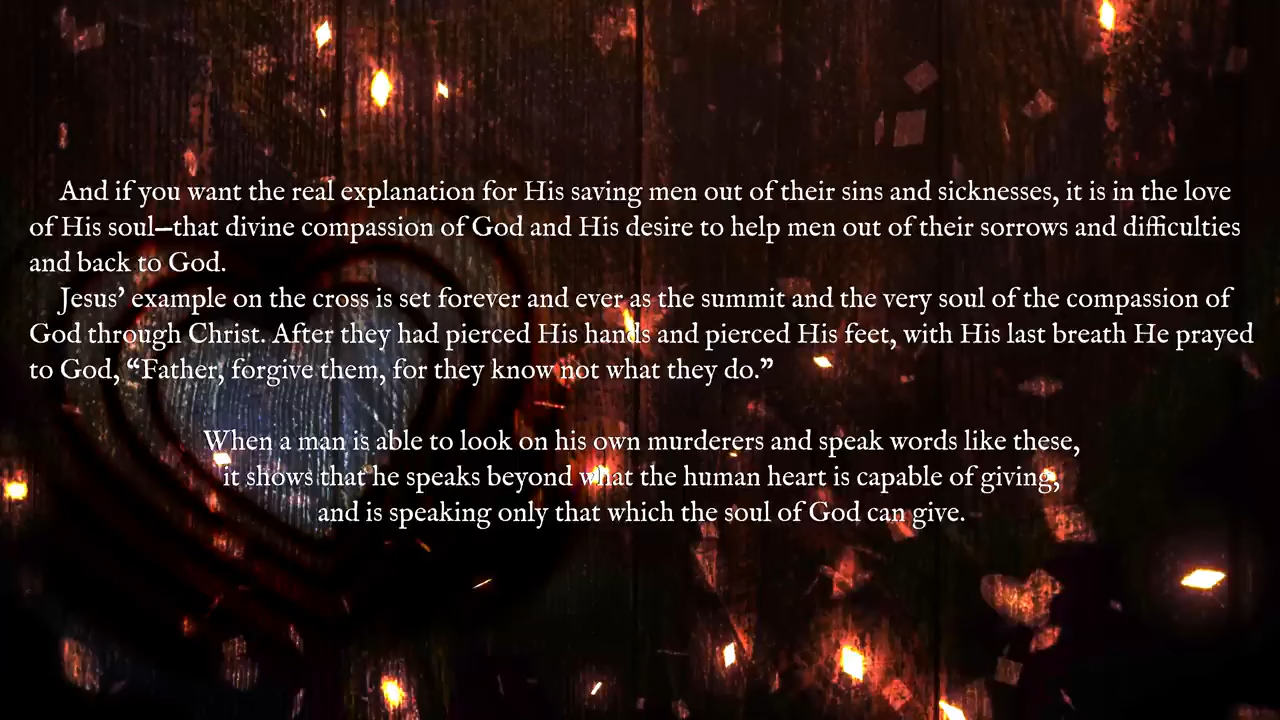 And if you want the real explanation for His saving men out of their sins and sicknesses, it is in the love
of His soul—that divine compassion of God and His desire to help men out of their sorrows and difficulties
and back to God.
Jesus’ example on the cross is set forever and ever as the summit and the very soul of the compassion of
God through Christ. After they had pierced His hands and pierced His feet, with His last breath He prayed
to God, “Father, forgive them, for they know not what they do.”
When a man is able to look on his own murderers and speak words like these,
it shows that he speaks beyond what the human heart is capable of giving,
and is speaking only that which the soul of God can give.